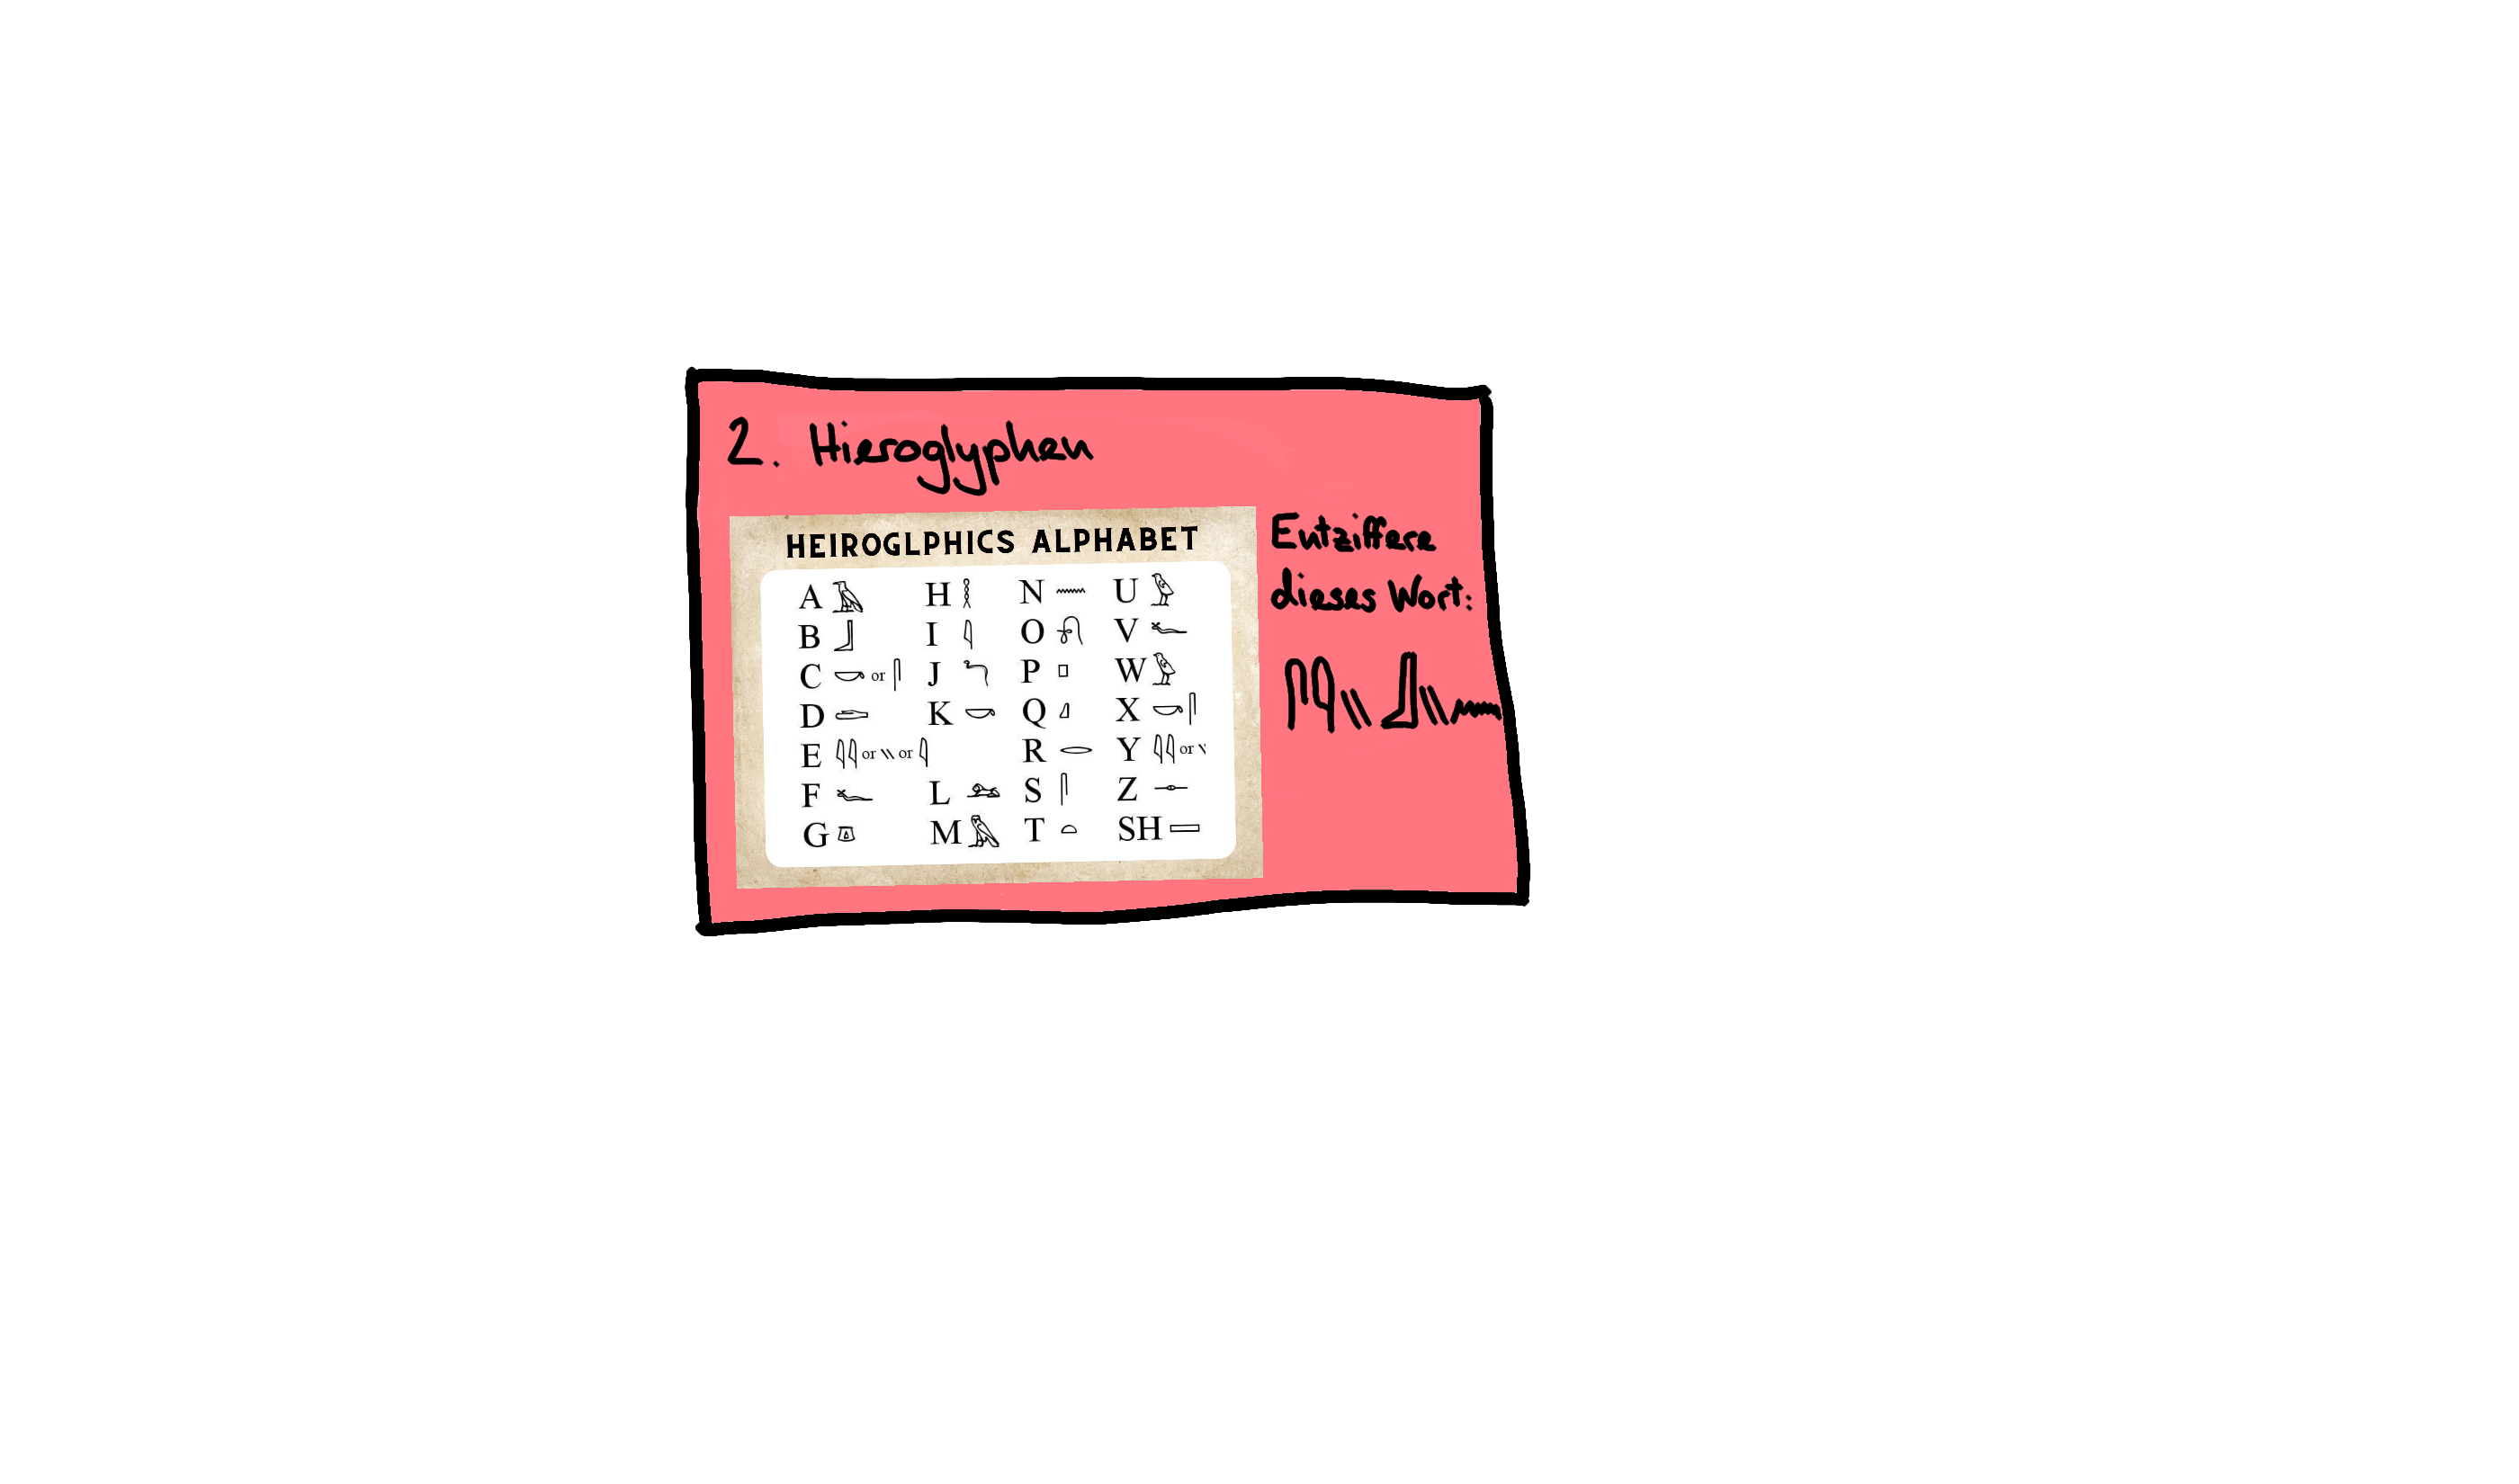 2. Hieroglyphen
HEIROGLPHICS ALPHABET
A H N U
B I O V
C or J P W
D K Q X
E or or R Y or
F L S Z
G M T SH
Entziffere
dieses Wort: